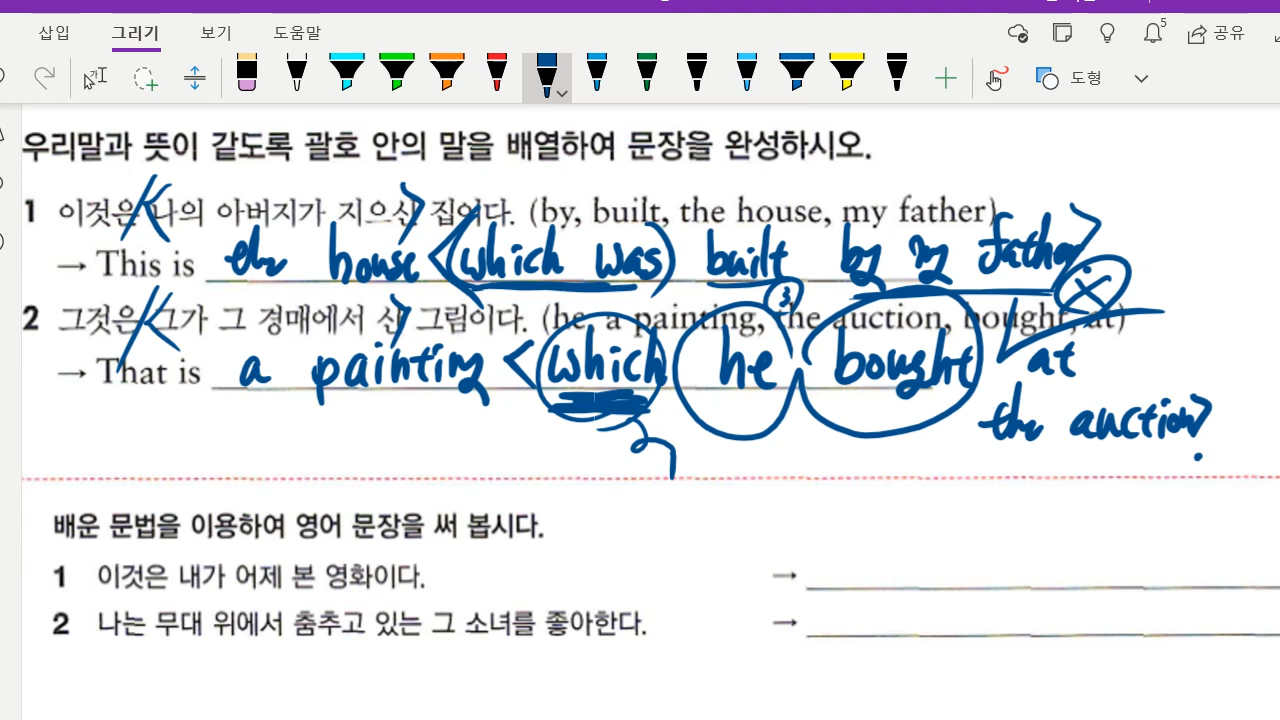 삽입 그리기 보기 도움말 5 공유
도형
우리말과 뜻이 같도록 괄호 안의 말을 배열하여 문장을 완성하시오.
1 이것은 나의 아버지가 지으신 집이다. (by, built, the house, my father)
→ This is the house <(which was) built by my father>
2 그것은 그가 그 경매에서 산 그림이다. (he, a painting, the auction, bought, at)
→ That is a painting <which he bought at
the auction>.
배운 문법을 이용하여 영어 문장을 써 봅시다.
1 이것은 내가 어제 본 영화이다. →
2 나는 무대 위에서 춤추고 있는 그 소녀를 좋아한다. →